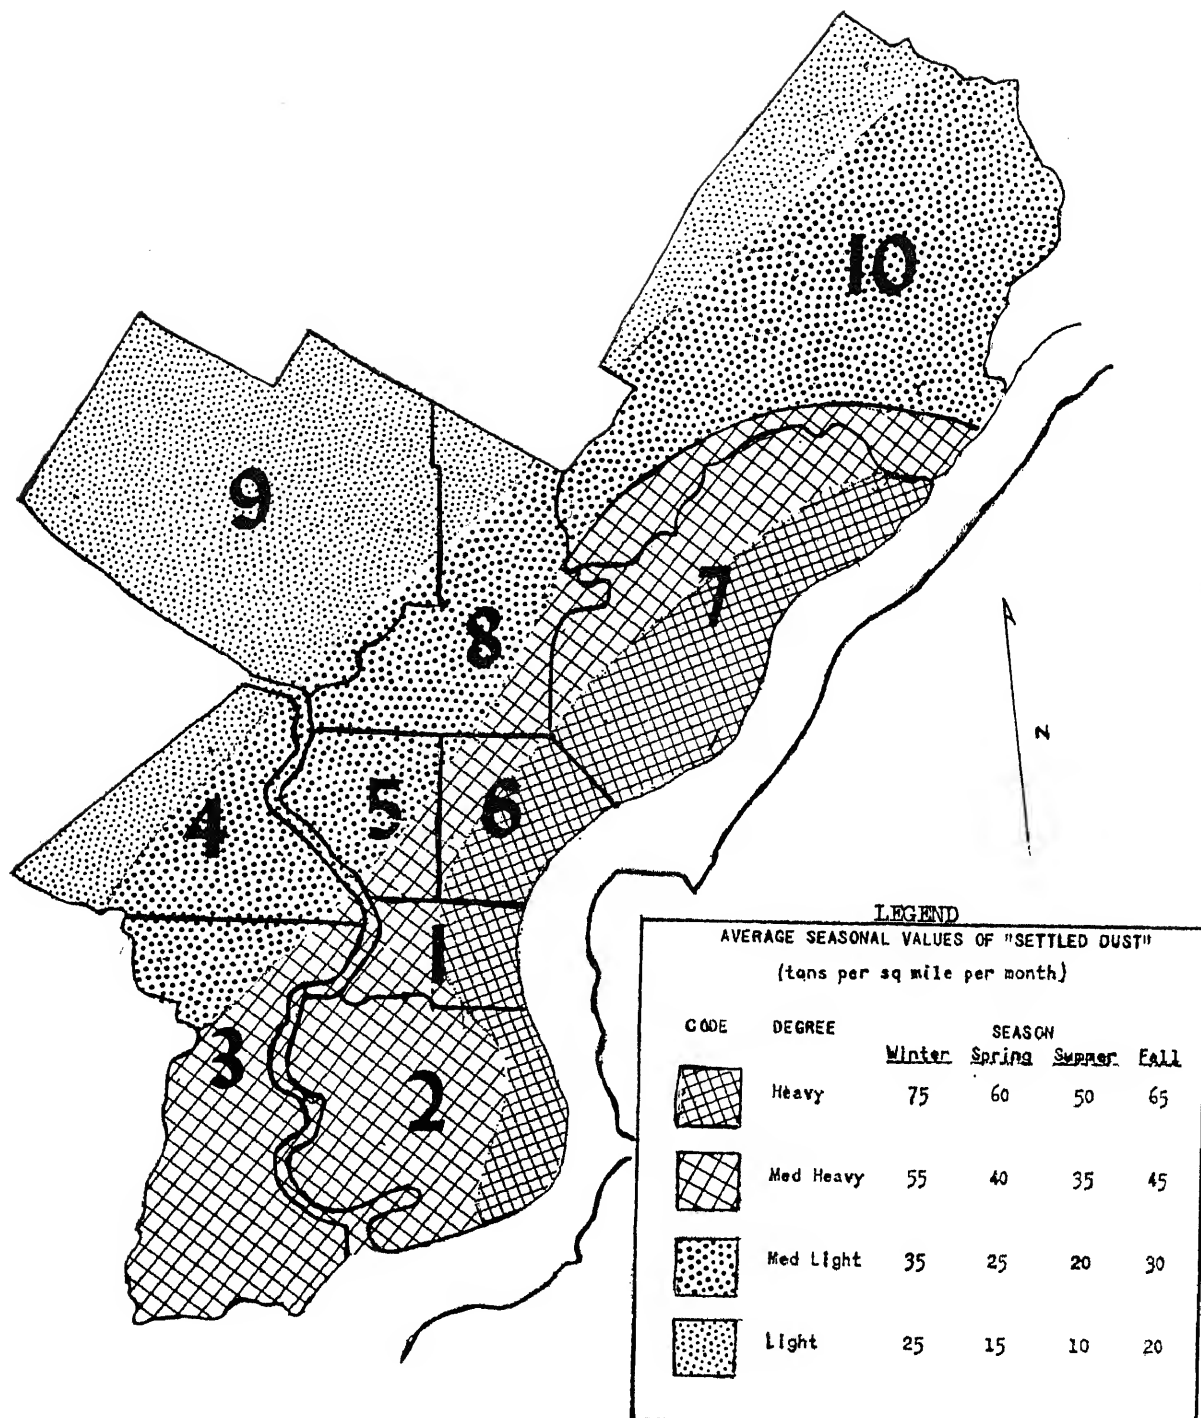 10
9
7
8
5
6
4
1
3
2
N
LEGEND
AVERAGE SEASONAL VALUES OF "SETTLED DUST"
(tons per sq mile per month)
CODE DEGREE SEASON
Winter Spring Summer Fall
Heavy 75 60 50 65
Med Heavy 55 40 35 45
Med Light 35 25 20 30
Light 25 15 10 20